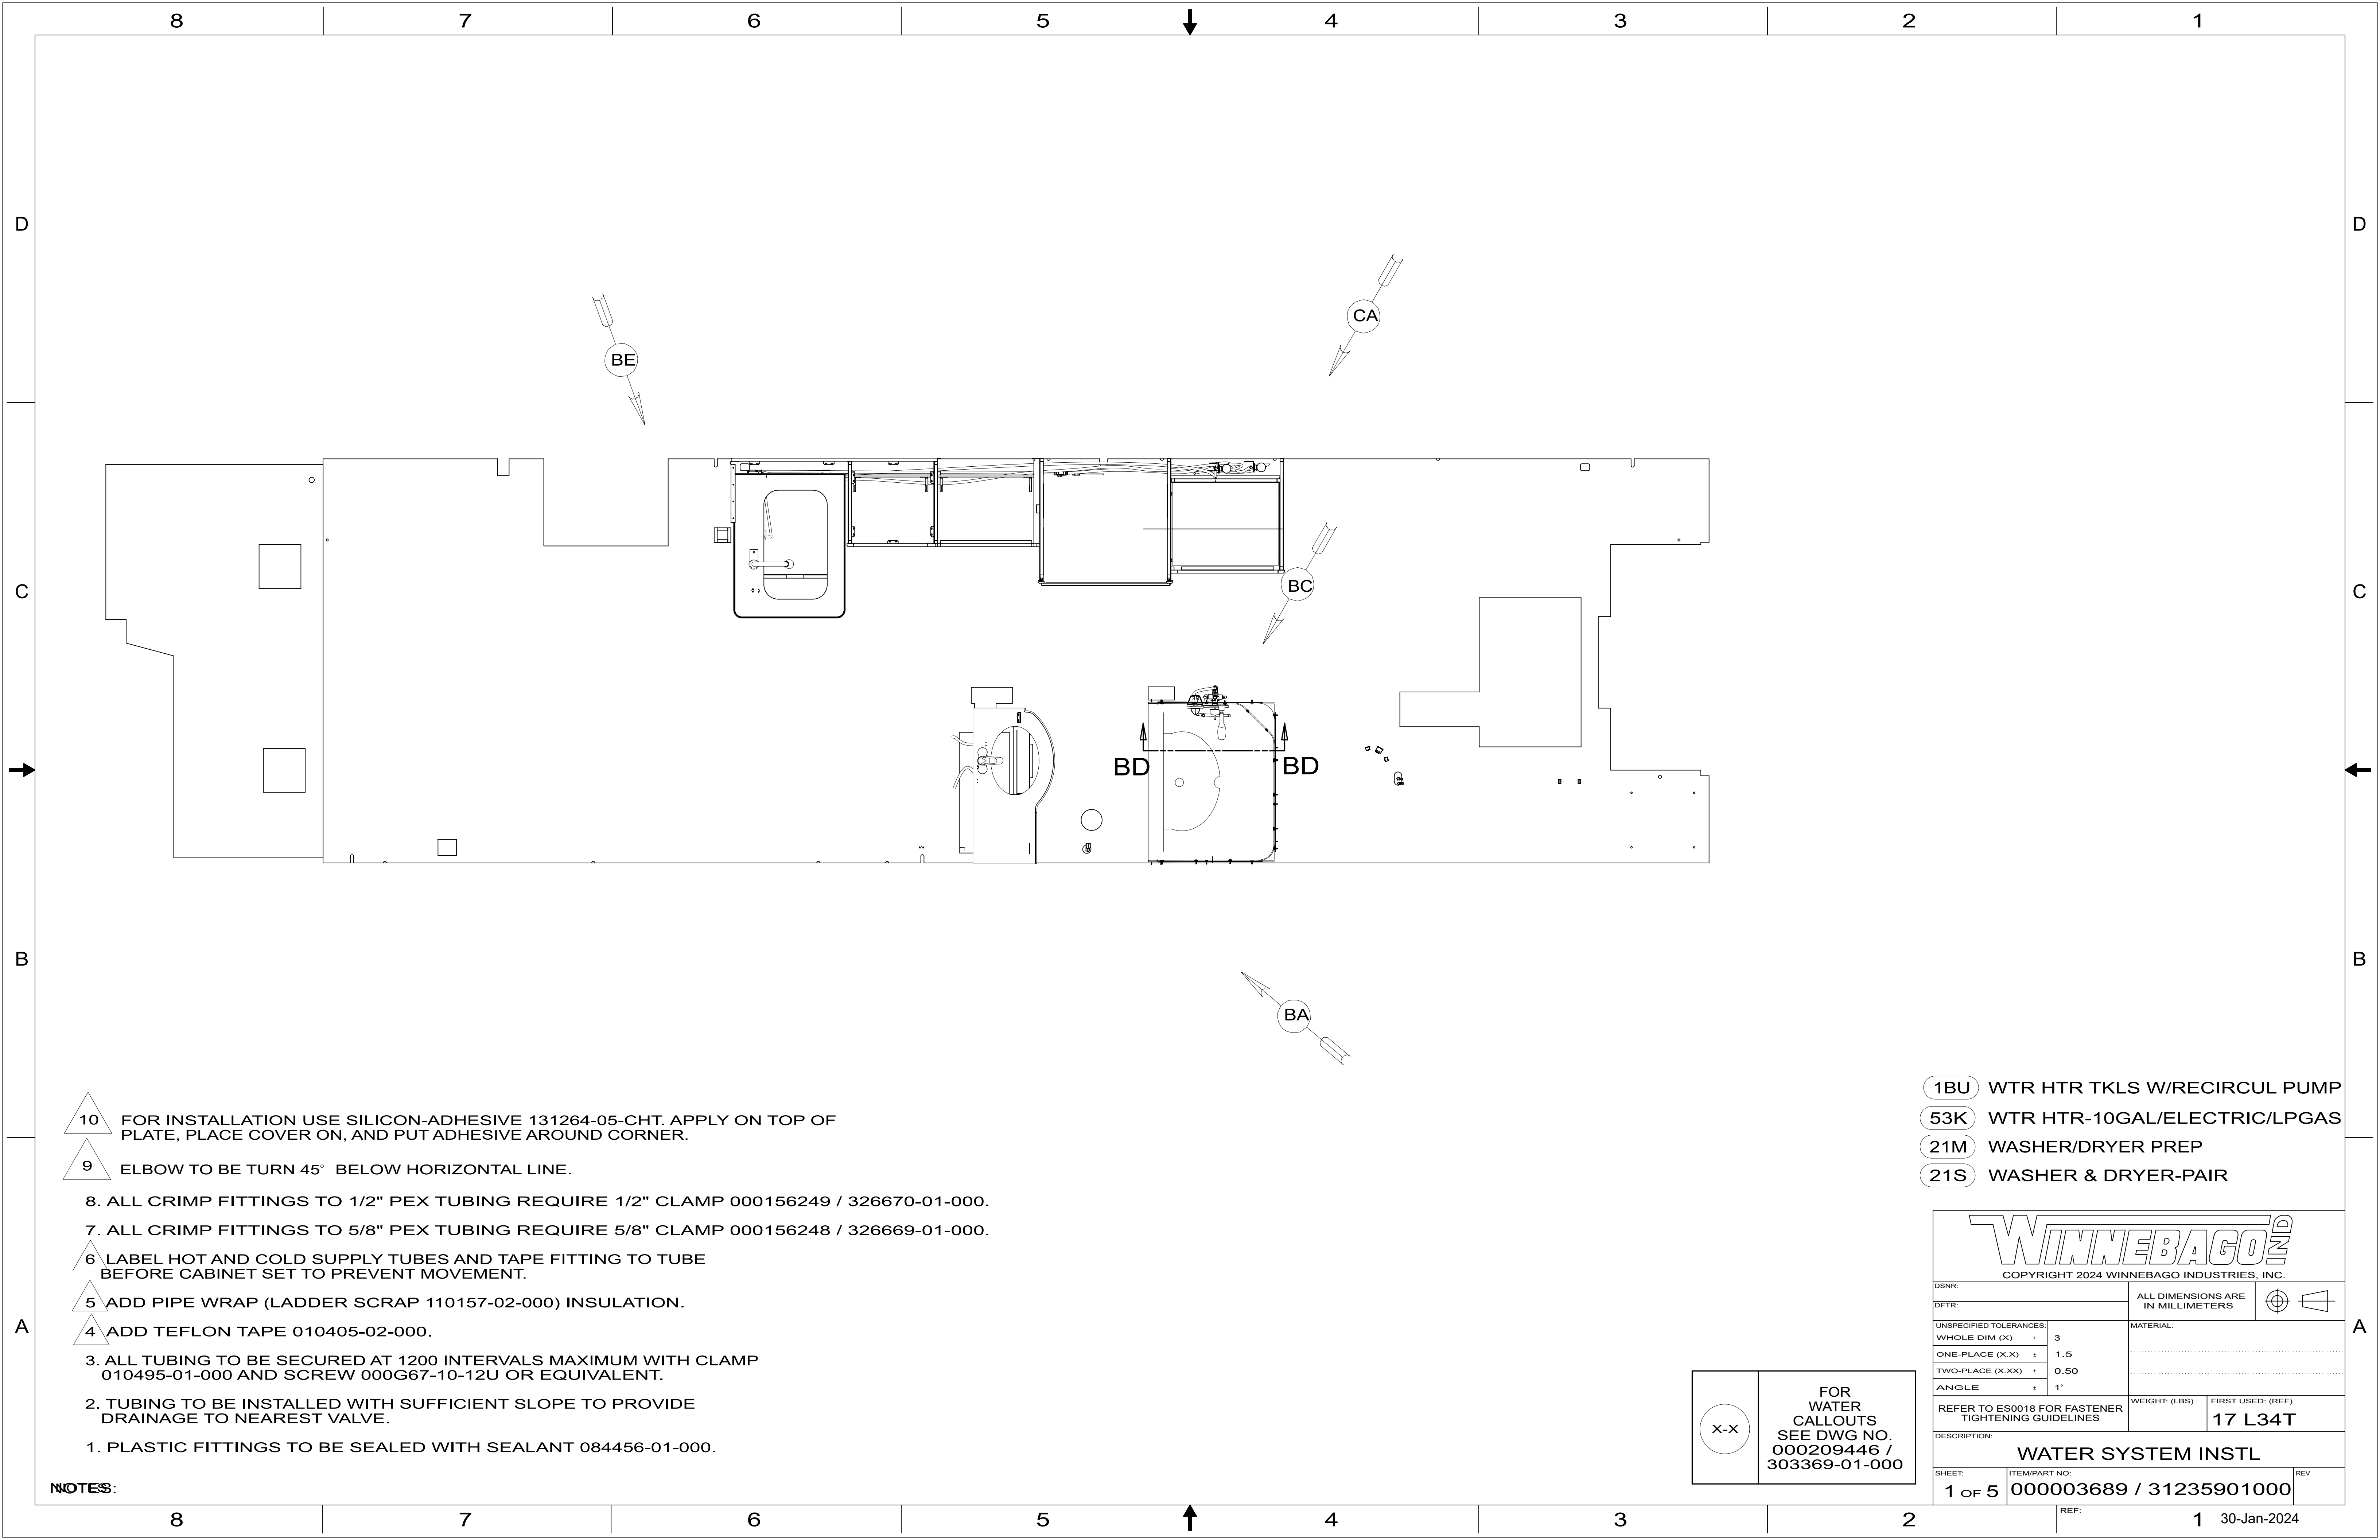 8 7 6 5 4 3 2 1
D D
CA
BE
C C
BC
BD BD
B B
BA
10 FOR INSTALLATION USE SILICON-ADHESIVE 131264-05-CHT. APPLY ON TOP OF
PLATE, PLACE COVER ON, AND PUT ADHESIVE AROUND CORNER.
9 ELBOW TO BE TURN 45° BELOW HORIZONTAL LINE.
8. ALL CRIMP FITTINGS TO 1/2" PEX TUBING REQUIRE 1/2" CLAMP 000156249 / 326670-01-000.
7. ALL CRIMP FITTINGS TO 5/8" PEX TUBING REQUIRE 5/8" CLAMP 000156248 / 326669-01-000.
6 LABEL HOT AND COLD SUPPLY TUBES AND TAPE FITTING TO TUBE
BEFORE CABINET SET TO PREVENT MOVEMENT.
5 ADD PIPE WRAP (LADDER SCRAP 110157-02-000) INSULATION.
4 ADD TEFLON TAPE 010405-02-000.
3. ALL TUBING TO BE SECURED AT 1200 INTERVALS MAXIMUM WITH CLAMP
010495-01-000 AND SCREW 000G67-10-12U OR EQUIVALENT.
2. TUBING TO BE INSTALLED WITH SUFFICIENT SLOPE TO PROVIDE
DRAINAGE TO NEAREST VALVE.
1. PLASTIC FITTINGS TO BE SEALED WITH SEALANT 084456-01-000.
NOTES:
A A
1BU WTR HTR TKLS W/RECIRCUL PUMP
53K WTR HTR-10GAL/ELECTRIC/LPGAS
21M WASHER/DRYER PREP
21S WASHER & DRYER-PAIR
X-X
FOR
WATER
CALLOUTS
SEE DWG NO.
000209446 /
303369-01-000
WINNEBAGO IND
COPYRIGHT 2024 WINNEBAGO INDUSTRIES, INC.
DSNR:
DFTR:
ALL DIMENSIONS ARE
IN MILLIMETERS
UNSPECIFIED TOLERANCES:
WHOLE DIM (X) ± 3
ONE-PLACE (X.X) ± 1.5
TWO-PLACE (X.XX) ± 0.50
ANGLE ± 1°
MATERIAL:
REFER TO ES0018 FOR FASTENER
TIGHTENING GUIDELINES
WEIGHT: (LBS)
FIRST USED: (REF)
17 L34T
DESCRIPTION:
WATER SYSTEM INSTL
SHEET:
1 OF 5
ITEM/PART NO:
000003689 / 31235901000
REV
8 7 6 5 4 3 2 1
REF:
30-Jan-2024